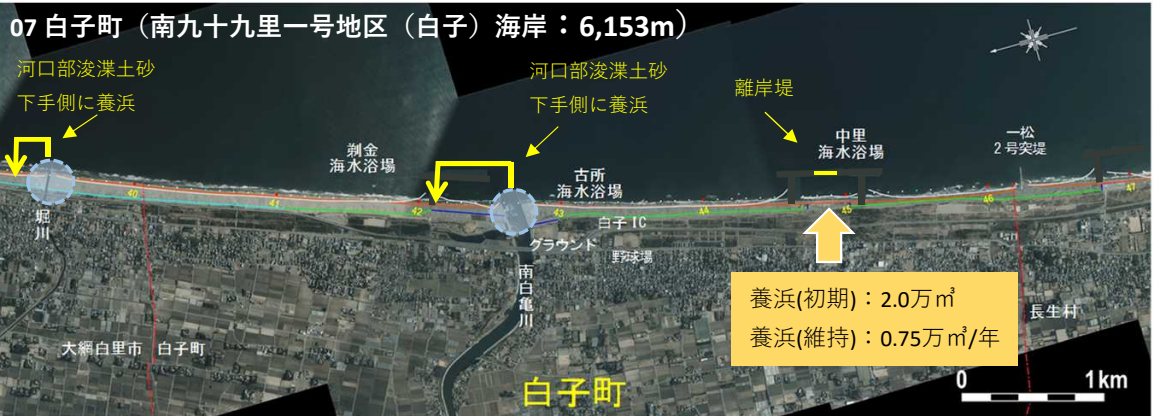 07 白子町（南九十九里一号地区（白子）海岸：6,153m）
河口部浚渫土砂
下手側に養浜
河口部浚渫土砂
下手側に養浜
離岸堤
剃金
海水浴場
古所
海水浴場
中里
海水浴場
一松
2号突堤
40
41
42
43
44
45
46
47
堀川
白子 IC
グラウンド
野球場
南白亀川
養浜(初期)：2.0万㎥
養浜(維持)：0.75万㎥/年
大網白里市
白子町
長生村
白子町
0
1km